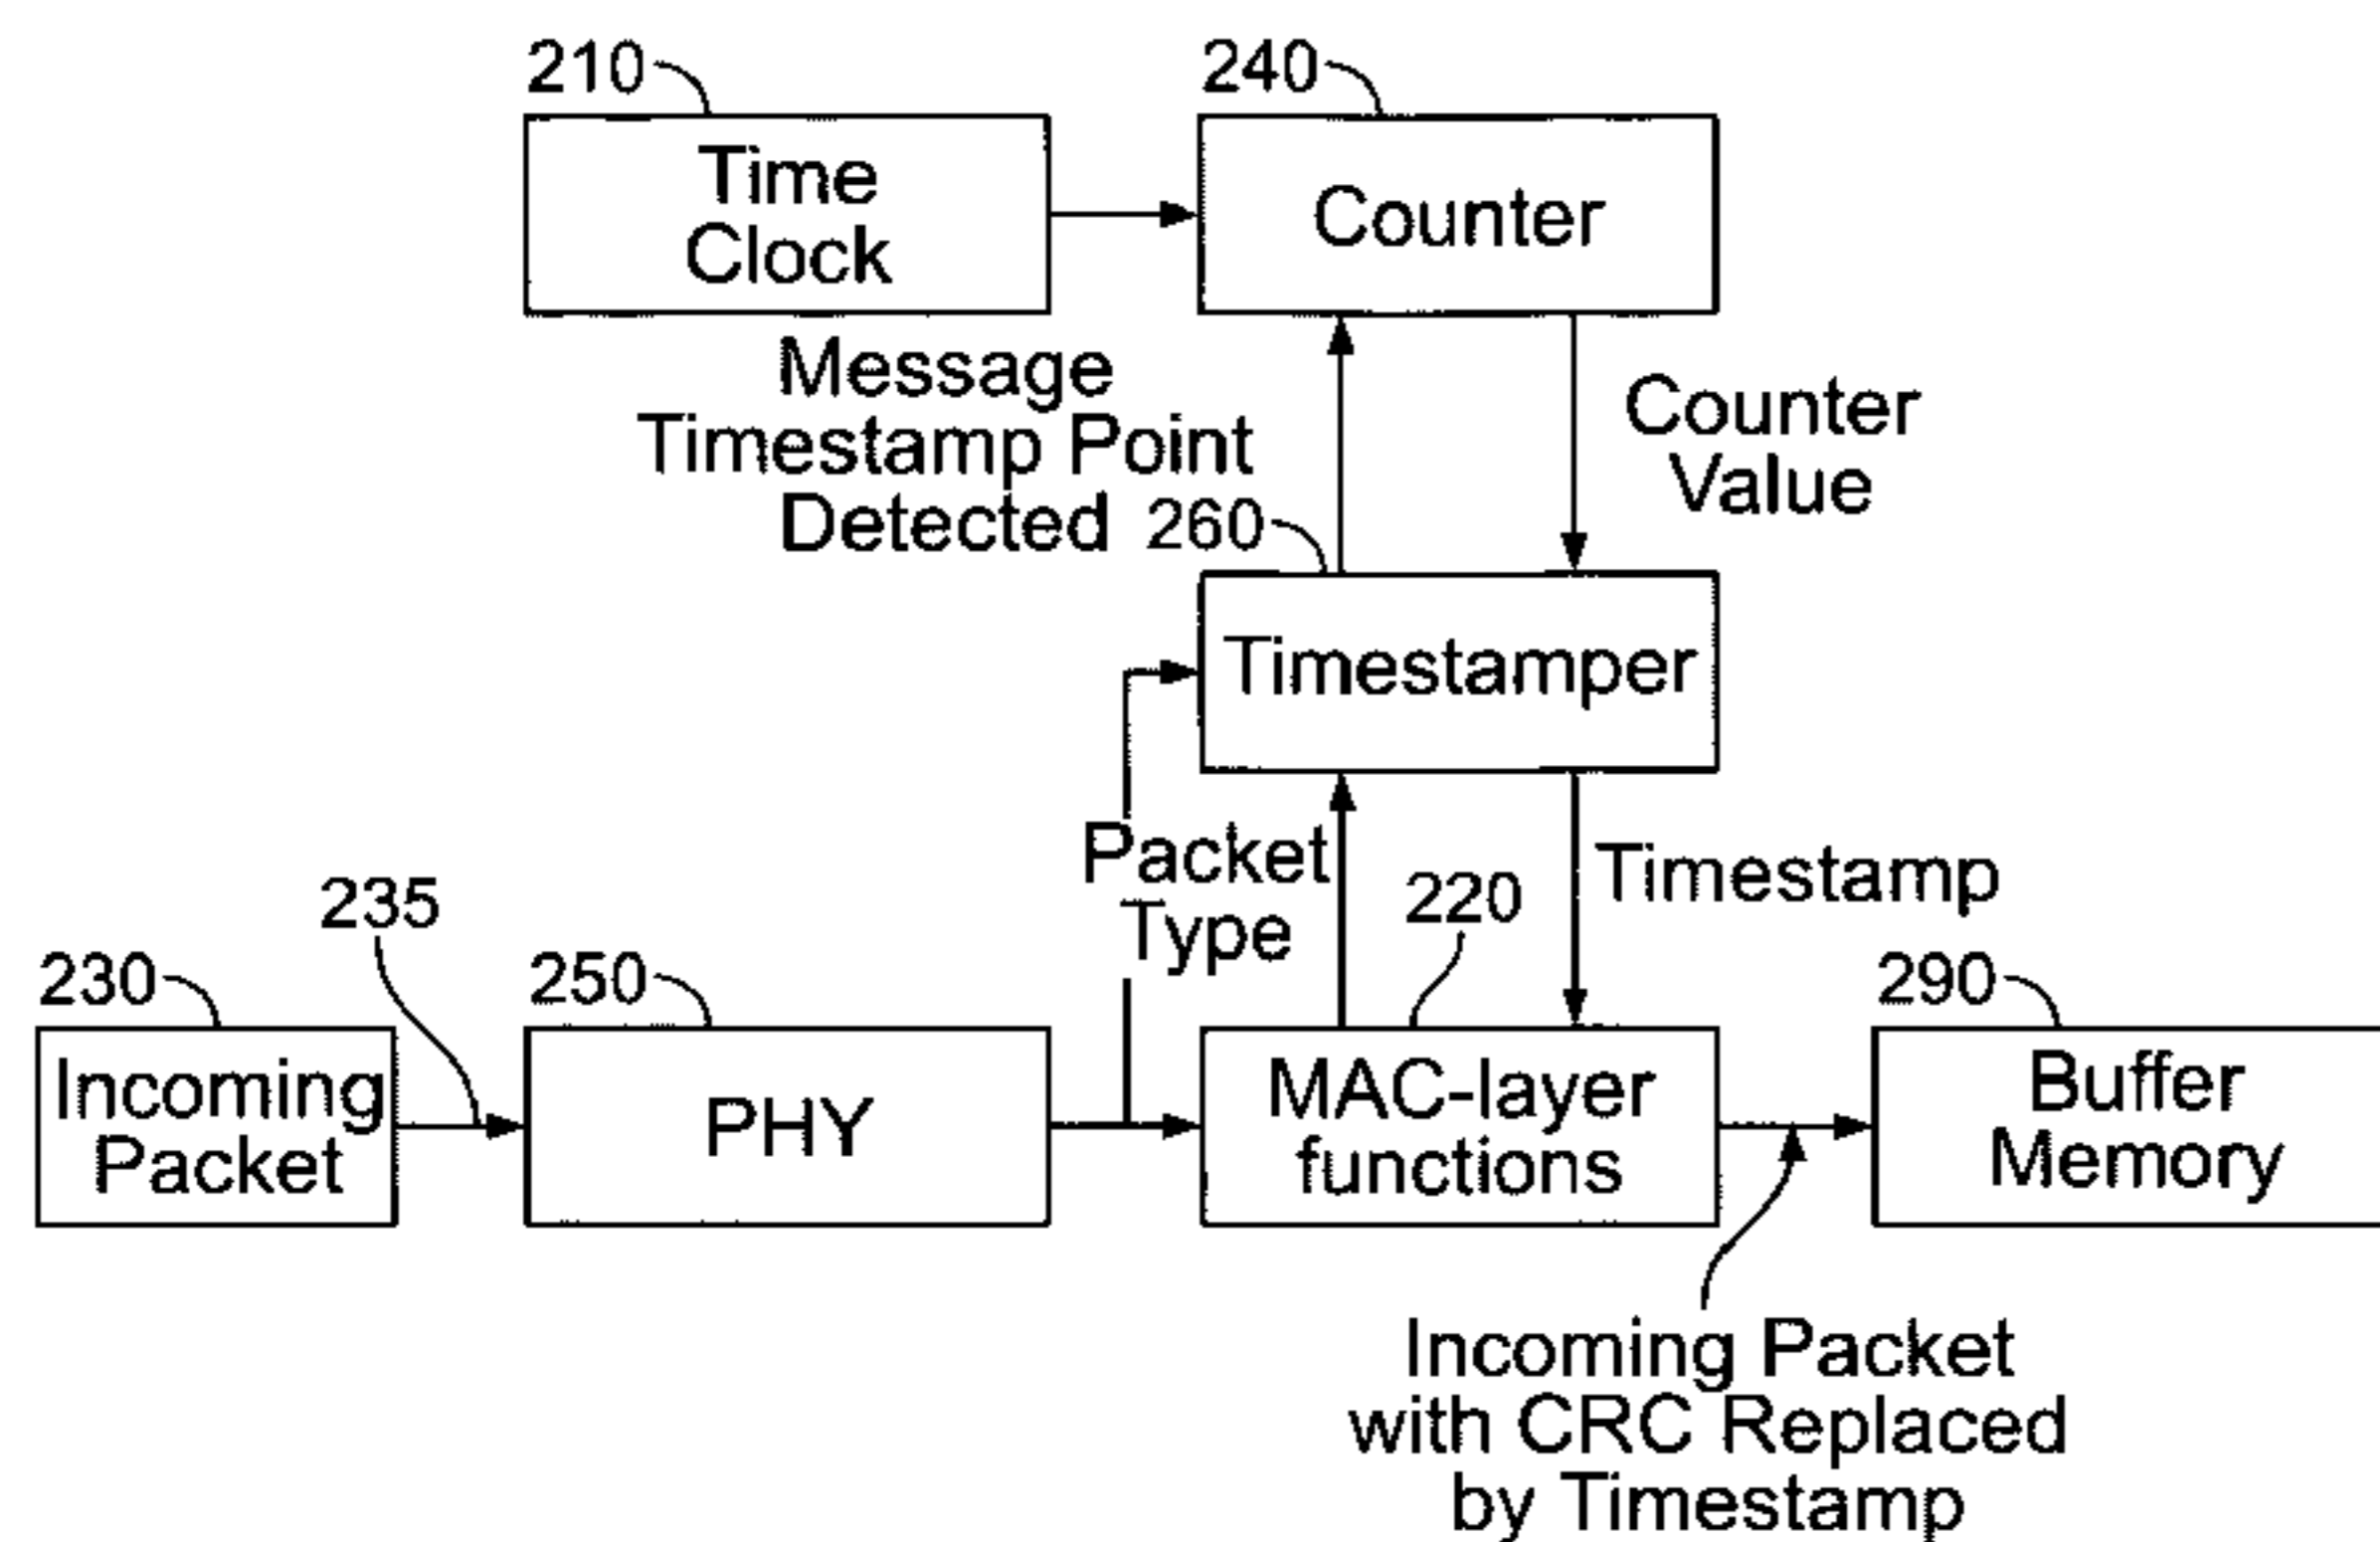 210
240
Time
Clock
Counter
Message
Timestamp Point
Detected
260
Counter
Value
Timestamper
Packet
Type
220
Timestamp
235
230
250
290
Incoming
Packet
PHY
MAC-layer
functions
Buffer
Memory
Incoming Packet
with CRC Replaced
by Timestamp